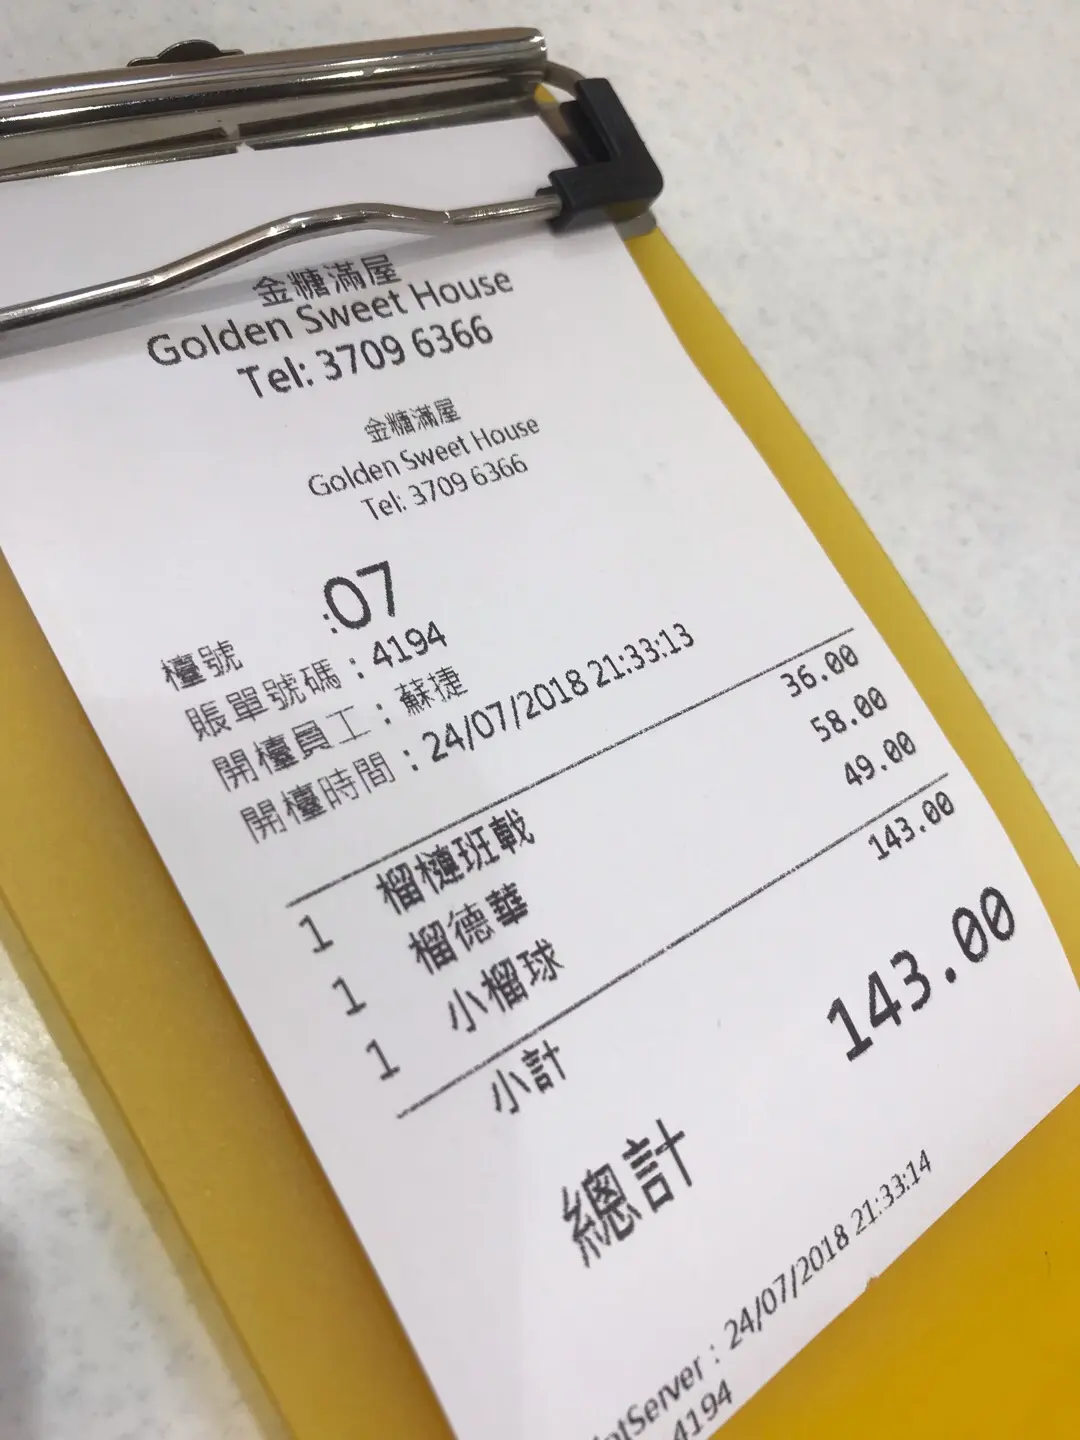 金糖滿屋
Golden Sweet House
Tel: 3709 6366
金糖滿屋
Golden Sweet House
Tel: 3709 6366
檯號 :07
賬單號碼 : 4194
開檯員工 : 蘇捷
開檯時間 : 24/07/2018 21:33:13
1 榴槤班戟 36.00
1 榴德華 58.00
1 小榴球 49.00
小計 143.00
總計 143.00
Server : 24/07/2018 21:33:14
4194